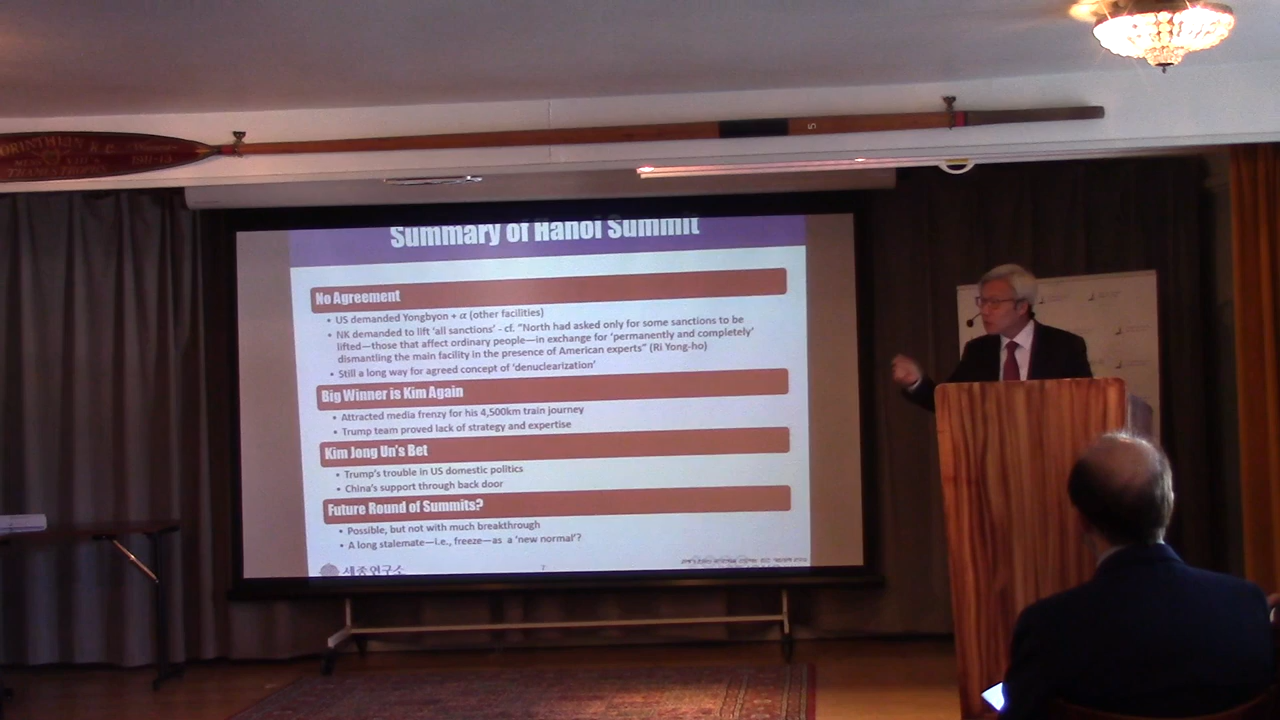 ORINTHIAN R.C.
THAMES
5
Summary of Hanoi Summit
No Agreement
• US demanded Yongbyon + α (other facilities)
• NK demanded to lift 'all sanctions' - cf. "North had asked only for some sanctions to be
lifted—those that affect ordinary people—in exchange for 'permanently and completely'
dismantling the main facility in the presence of American experts" (Ri Yong-ho)
• Still a long way for agreed concept of 'denuclearization'
Big Winner is Kim Again
• Attracted media frenzy for his 4,500km train journey
• Trump team proved lack of strategy and expertise
Kim Jong Un's Bet
• Trump's trouble in US domestic politics
• China's support through back door
Future Round of Summits?
• Possible, but not with much breakthrough
• A long stalemate—i.e., freeze—as a 'new normal'?
세종연구소
7